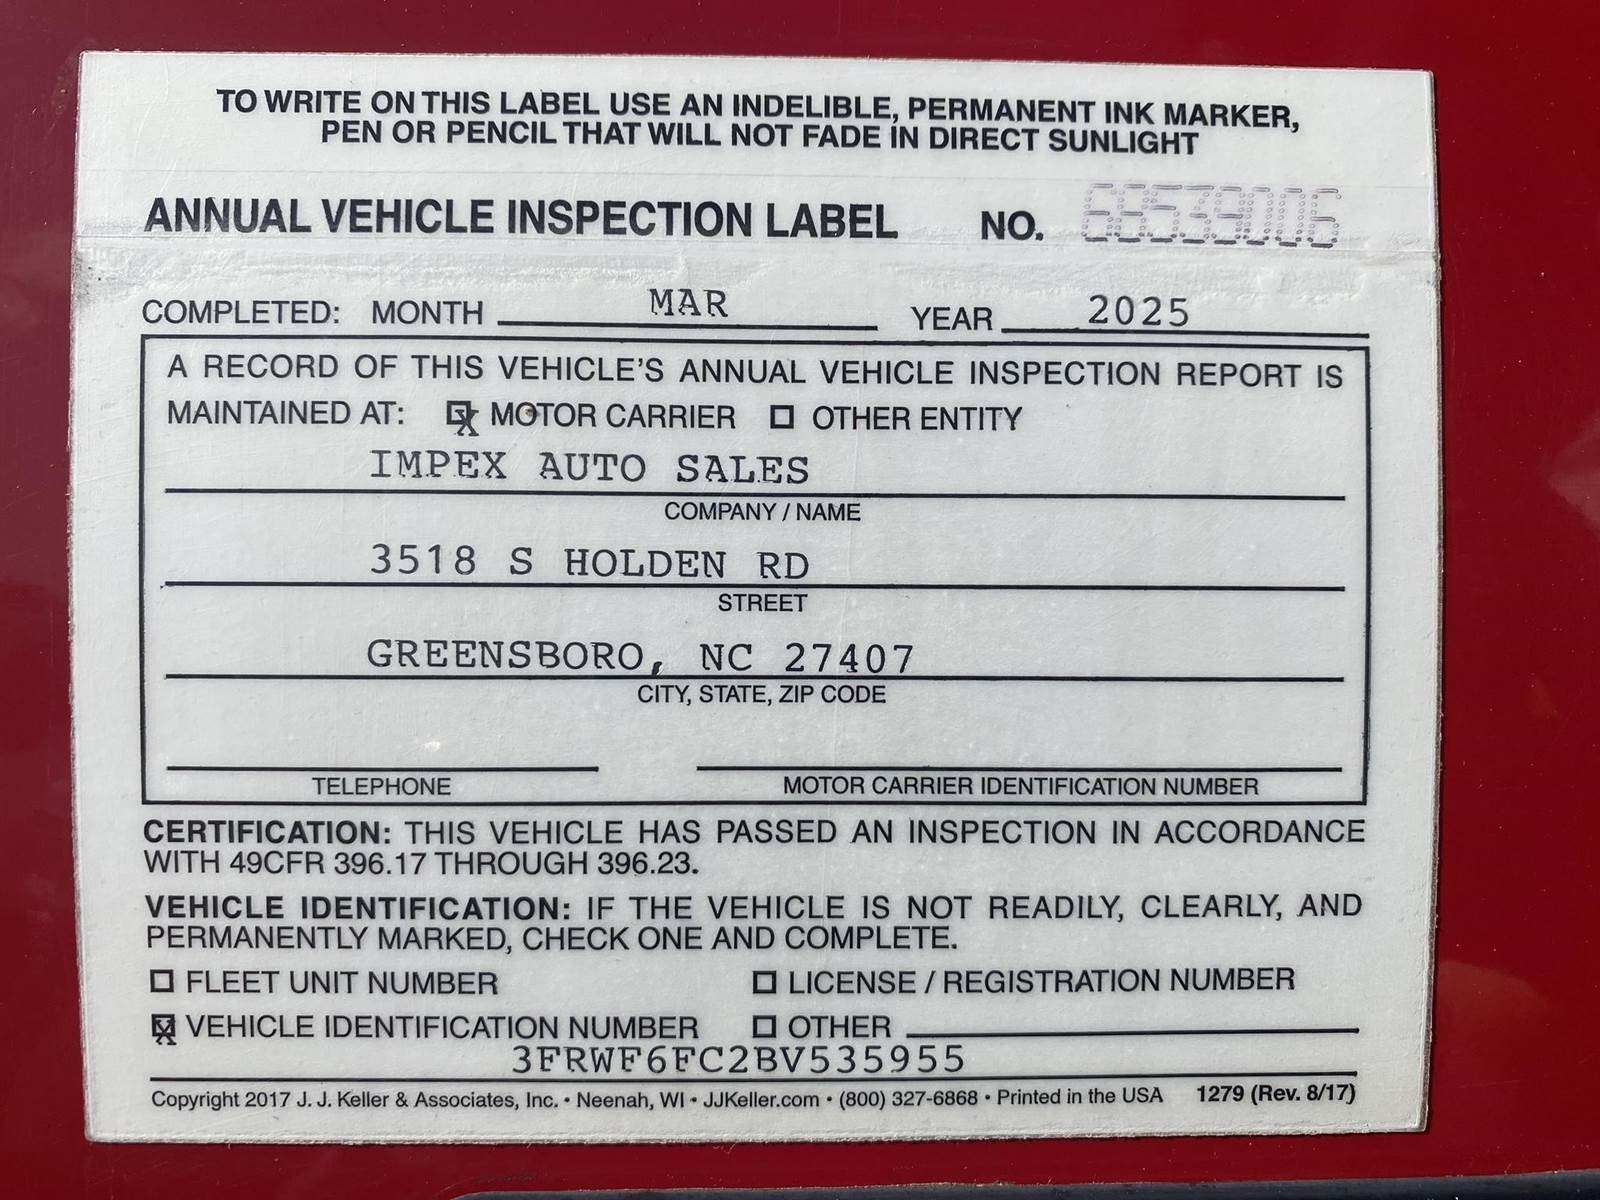 TO WRITE ON THIS LABEL USE AN INDELIBLE, PERMANENT INK MARKER,
PEN OR PENCIL THAT WILL NOT FADE IN DIRECT SUNLIGHT
ANNUAL VEHICLE INSPECTION LABEL NO. 68539006
COMPLETED: MONTH MAR YEAR 2025
A RECORD OF THIS VEHICLE'S ANNUAL VEHICLE INSPECTION REPORT IS
MAINTAINED AT: X MOTOR CARRIER OTHER ENTITY
IMPEX AUTO SALES
COMPANY / NAME
3518 S HOLDEN RD
STREET
GREENSBORO, NC 27407
CITY, STATE, ZIP CODE
TELEPHONE MOTOR CARRIER IDENTIFICATION NUMBER
CERTIFICATION: THIS VEHICLE HAS PASSED AN INSPECTION IN ACCORDANCE
WITH 49CFR 396.17 THROUGH 396.23.
VEHICLE IDENTIFICATION: IF THE VEHICLE IS NOT READILY, CLEARLY, AND
PERMANENTLY MARKED, CHECK ONE AND COMPLETE.
FLEET UNIT NUMBER LICENSE / REGISTRATION NUMBER
X VEHICLE IDENTIFICATION NUMBER OTHER
3FRWF6FC2BV535955
Copyright 2017 J. J. Keller & Associates, Inc. • Neenah, WI • JJKeller.com • (800) 327-6868 • Printed in the USA 1279 (Rev. 8/17)